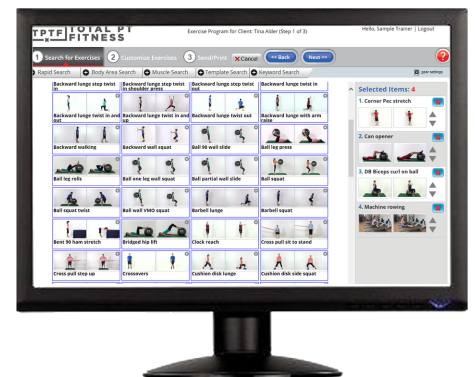 TPTF TOTAL PT FITNESS
Exercise Program for Client: Tina Alder (Step 1 of 3)
Hello, Sample Trainer | Logout
1 Search for Exercises 2 Customize Exercises 3 Send/Print X Cancel << Back Next >> ?
Rapid Search Body Area Search Muscle Search Template Search Keyword Search gear settings
Backward lunge step twist in
Backward lunge step twist in shoulder press
Backward lunge step twist out
Backward lunge twist in
Backward lunge twist in and out
Backward lunge twist in up
Backward lunge twist out
Backward lunge with arm raise
Backward walking
Backward wall squat
Ball 90 wall slide
Ball leg press
Ball leg rolls
Ball one leg wall squat
Ball partial wall slide
Ball squat
Ball squat twist
Ball wall VMO squat
Barbell lunge
Barbell squat
Bent 90 ham stretch
Bridged hip lift
Clock reach
Cross pull sit to stand
Cross pull step up
Crossovers
Cushion disk lunge
Cushion disk side squat
Selected Items: 4
1. Corner Pec stretch
2. Can opener
3. DB Biceps curl on ball
4. Machine rowing